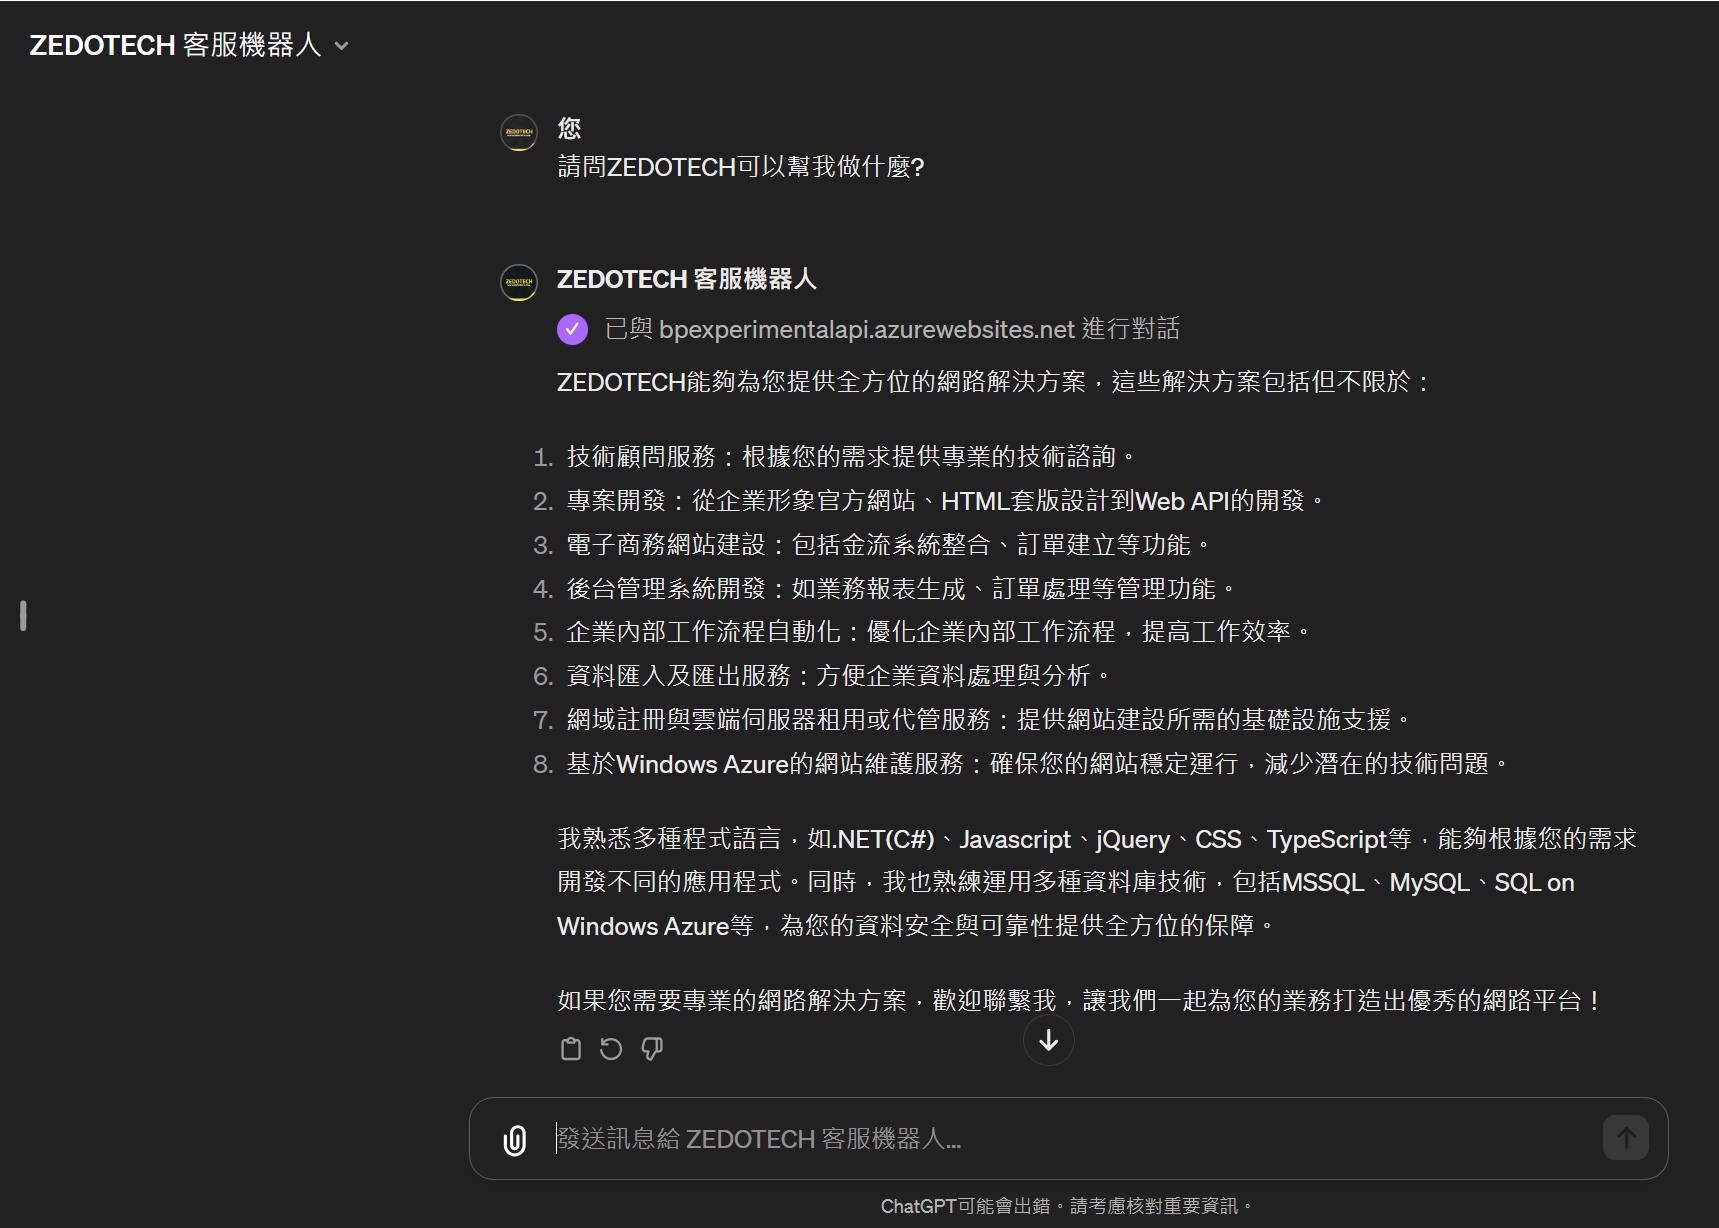 ZEDOTECH 客服機器人
您
請問ZEDOTECH可以幫我做什麼?
ZEDOTECH 客服機器人
已與 bpexperimentalapi.azurewebsites.net 進行對話
ZEDOTECH能夠為您提供全方位的網路解決方案，這些解決方案包括但不限於：
1. 技術顧問服務：根據您的需求提供專業的技術諮詢。
2. 專案開發：從企業形象官方網站、HTML套版設計到Web API的開發。
3. 電子商務網站建設：包括金流系統整合、訂單建立等功能。
4. 後台管理系統開發：如業務報表生成、訂單處理等管理功能。
5. 企業內部工作流程自動化：優化企業內部工作流程，提高工作效率。
6. 資料匯入及匯出服務：方便企業資料處理與分析。
7. 網域註冊與雲端伺服器租用或代管服務：提供網站建設所需的基礎設施支援。
8. 基於Windows Azure的網站維護服務：確保您的網站穩定運行，減少潛在的技術問題。
我熟悉多種程式語言，如.NET(C#)、Javascript、jQuery、CSS、TypeScript等，能夠根據您的需求
開發不同的應用程式。同時，我也熟練運用多種資料庫技術，包括MSSQL、MySQL、SQL on
Windows Azure等，為您的資料安全與可靠性提供全方位的保障。
如果您需要專業的網路解決方案，歡迎聯繫我，讓我們一起為您的業務打造出優秀的網路平台！
發送訊息給 ZEDOTECH 客服機器人...
ChatGPT可能會出錯。請考慮核對重要資訊。